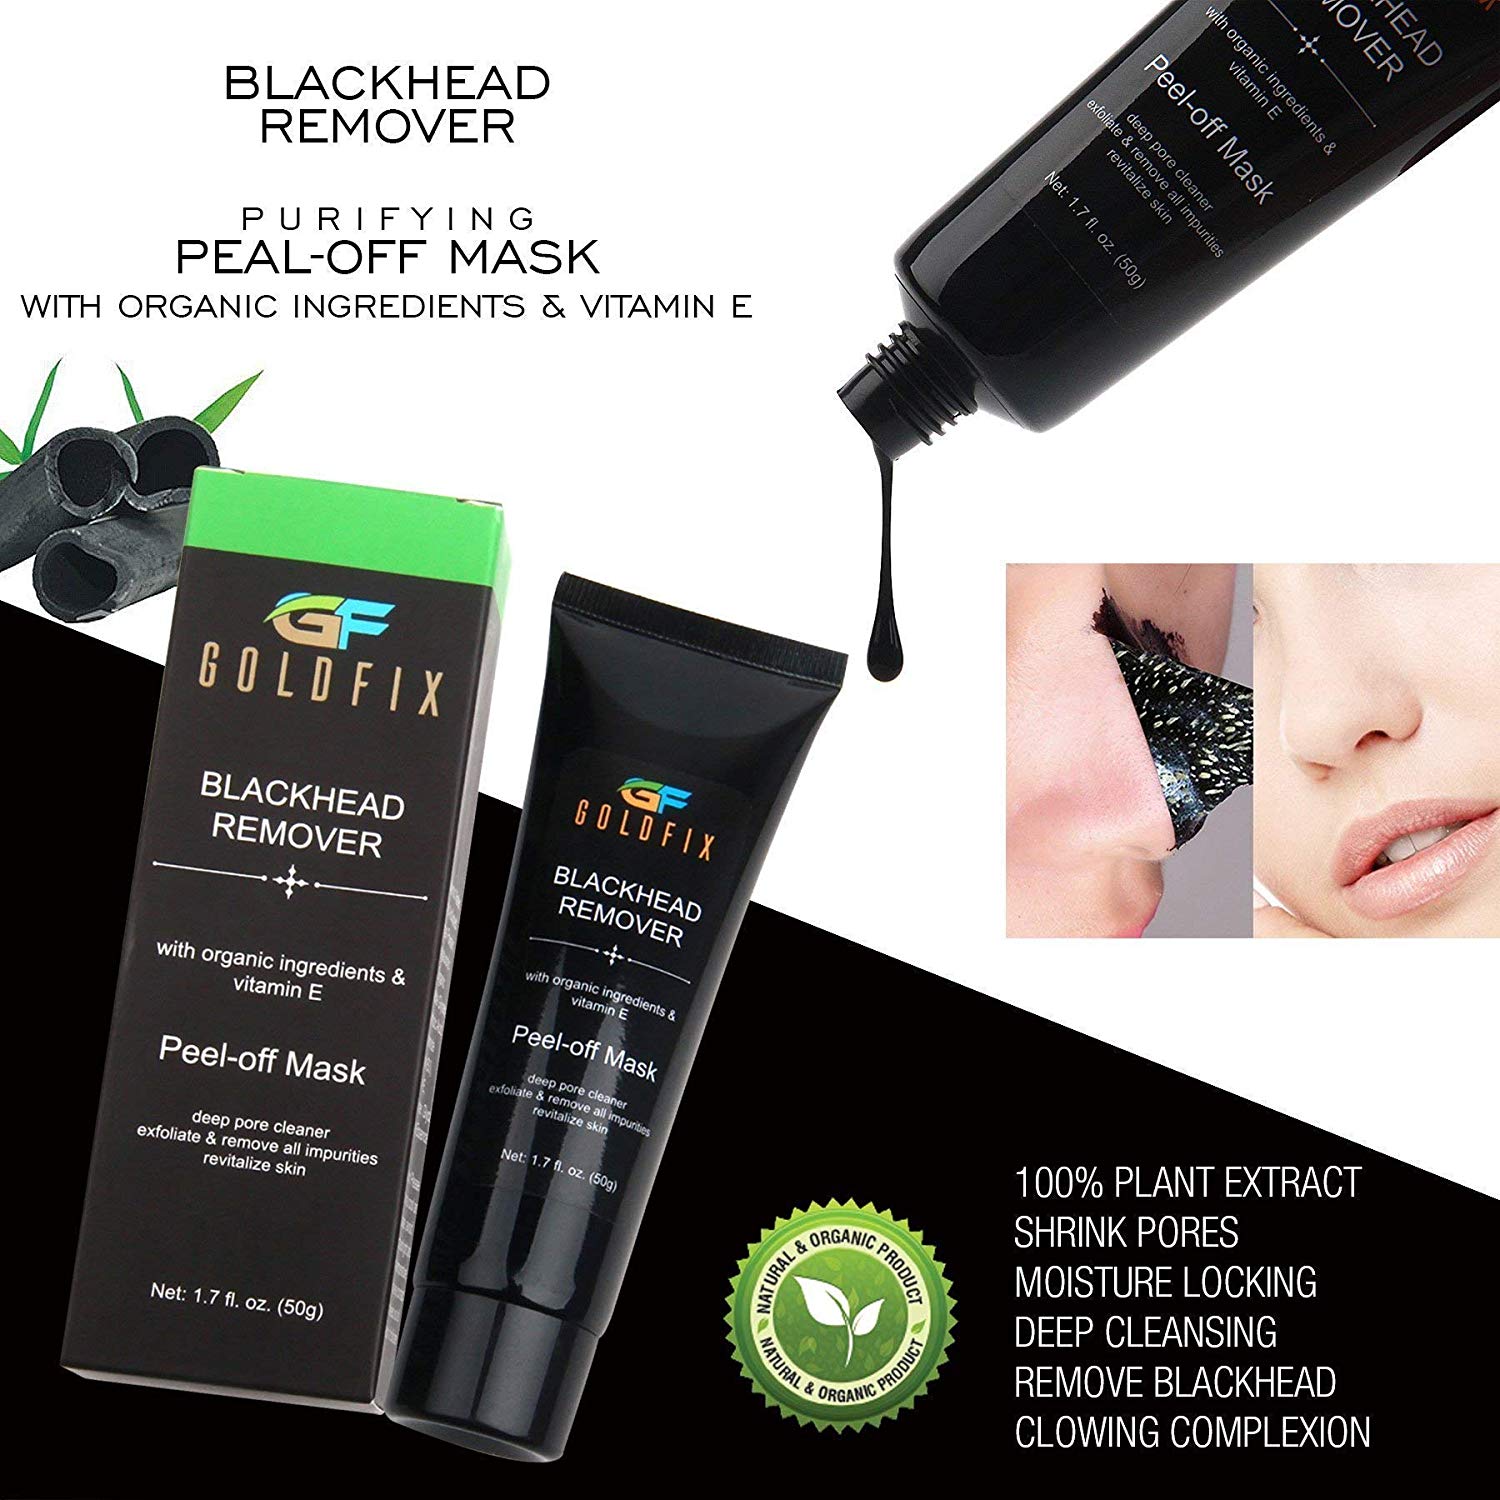 BLACKHEAD
REMOVER
PURIFYING
PEAL-OFF MASK
WITH ORGANIC INGREDIENTS & VITAMIN E
KHEAD
MOVER
with organic ingredients &
vitamin E
Peel-off Mask
deep pore cleaner
exfoliate & remove all impurities
revitalize skin
Net: 1.7 fl. oz. (50g)
GF
GOLDFIX
BLACKHEAD
REMOVER
with organic ingredients &
vitamin E
Peel-off Mask
deep pore cleaner
exfoliate & remove all impurities
revitalize skin
Net: 1.7 fl. oz. (50g)
GF
GOLDFIX
BLACKHEAD
REMOVER
with organic ingredients &
vitamin E
Peel-off Mask
deep pore cleaner
exfoliate & remove all impurities
revitalize skin
Net: 1.7 fl. oz. (50g)
NATURAL & ORGANIC PRODUCT
NATURAL & ORGANIC PRODUCT
100% PLANT EXTRACT
SHRINK PORES
MOISTURE LOCKING
DEEP CLEANSING
REMOVE BLACKHEAD
CLOWING COMPLEXION